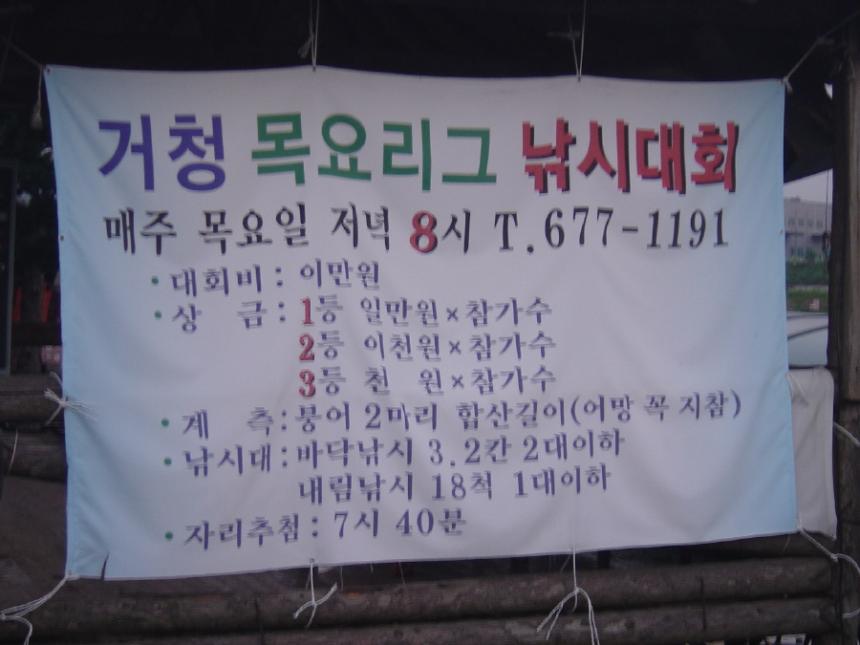 거청 목요리그 낚시대회
매주 목요일 저녁 8시 T.677-1191
• 대회비 : 이만원
• 상 금 : 1등 일만원×참가수
2등 이천원×참가수
3등 천 원×참가수
• 계 측 : 붕어 2마리 합산길이(어망 꼭 지참)
• 낚시대 : 바닥낚시 3.2칸 2대이하
내림낚시 18척 1대이하
• 자리추첨 : 7시 40분